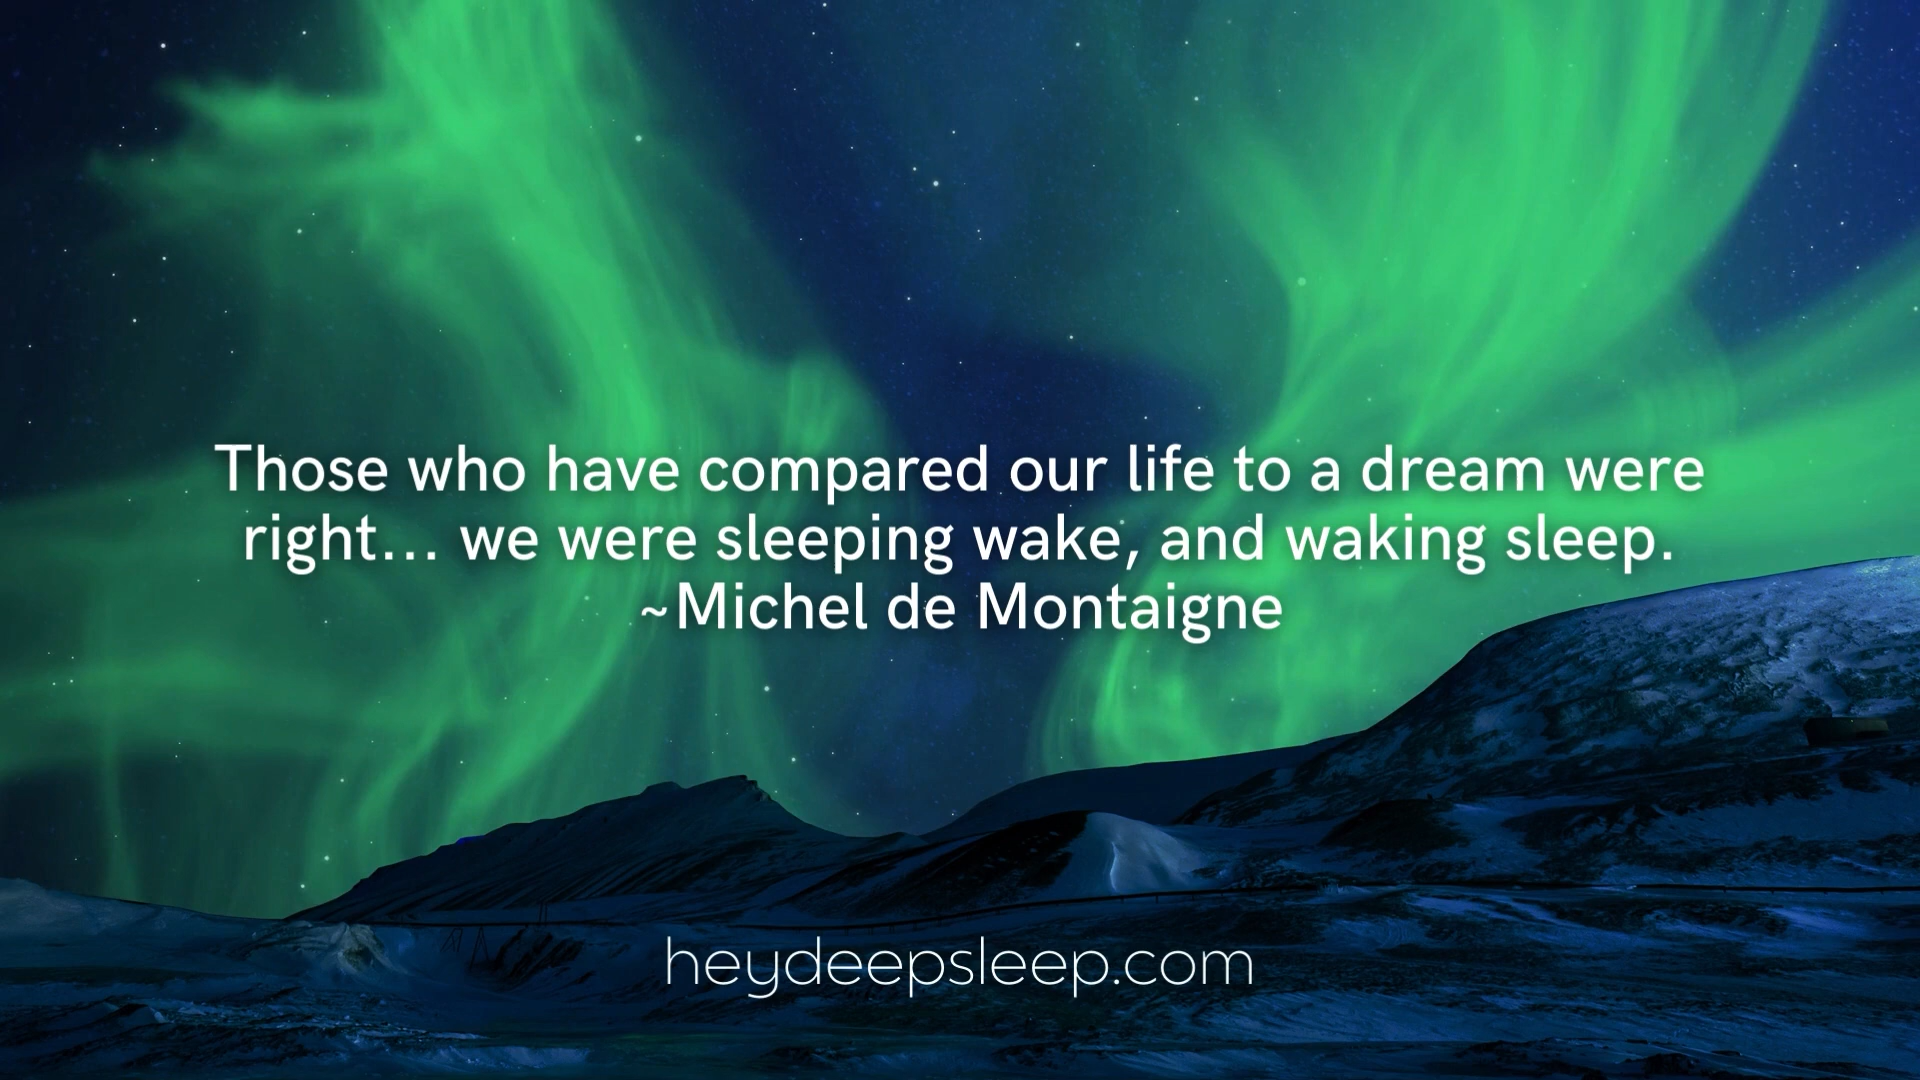 Those who have compared our life to a dream were
right... we were sleeping wake, and waking sleep.
~Michel de Montaigne
heydeepsleep.com